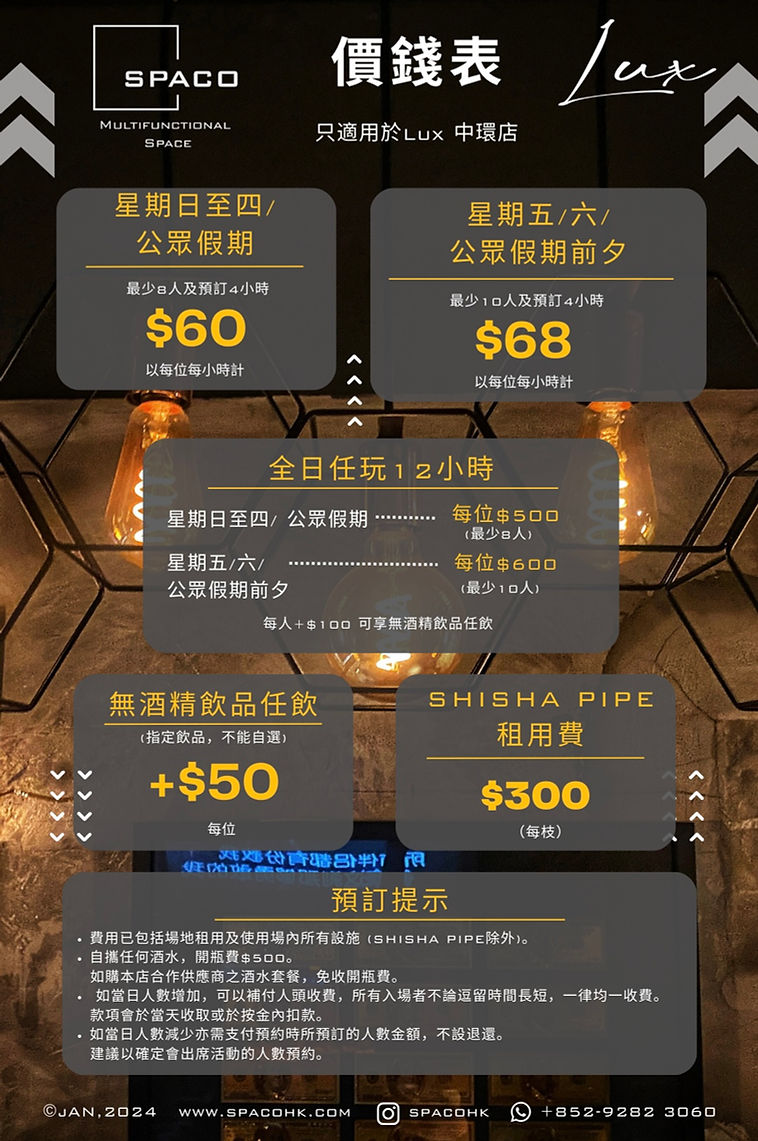 SPACO
MULTIFUNCTIONAL
SPACE
價錢表
Lux
只適用於Lux 中環店
星期日至四/
公眾假期
最少8人及預訂4小時
$60
以每位每小時計
星期五/六/
公眾假期前夕
最少10人及預訂4小時
$68
以每位每小時計
全日任玩12小時
星期日至四/ 公眾假期 ........... 每位$500
(最少8人)
星期五/六/ ........................... 每位$600
公眾假期前夕 (最少10人)
每人+$100 可享無酒精飲品任飲
無酒精飲品任飲
(指定飲品，不能自選)
+$50
每位
SHISHA PIPE
租用費
$300
(每枝)
預訂提示
• 費用已包括場地租用及使用場內所有設施 (SHISHA PIPE除外)。
• 自攜任何酒水，開瓶費$500。
如購本店合作供應商之酒水套餐，免收開瓶費。
• 如當日人數增加，可以補付人頭收費，所有入場者不論逗留時間長短，一律均一收費。
款項會於當天收取或於按金內扣款。
• 如當日人數減少亦需支付預約時所預訂的人數金額，不設退還。
建議以確定會出席活動的人數預約。
©JAN,2024 WWW.SPACOHK.COM SPACOHK +852-9282 3060